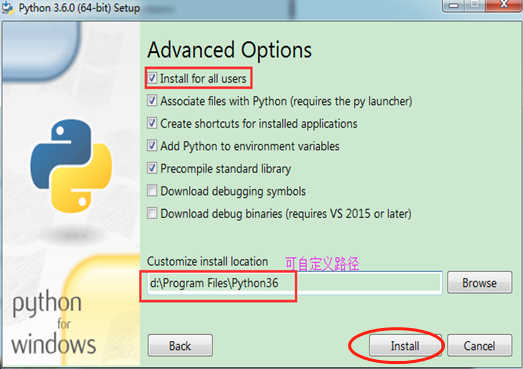 Python 3.6.0 (64-bit) Setup
Advanced Options
Install for all users
Associate files with Python (requires the py launcher)
Create shortcuts for installed applications
Add Python to environment variables
Precompile standard library
Download debugging symbols
Download debug binaries (requires VS 2015 or later)
Customize install location 可自定义路径
d:\Program Files\Python36
Browse
python
for
windows
Back
Install
Cancel